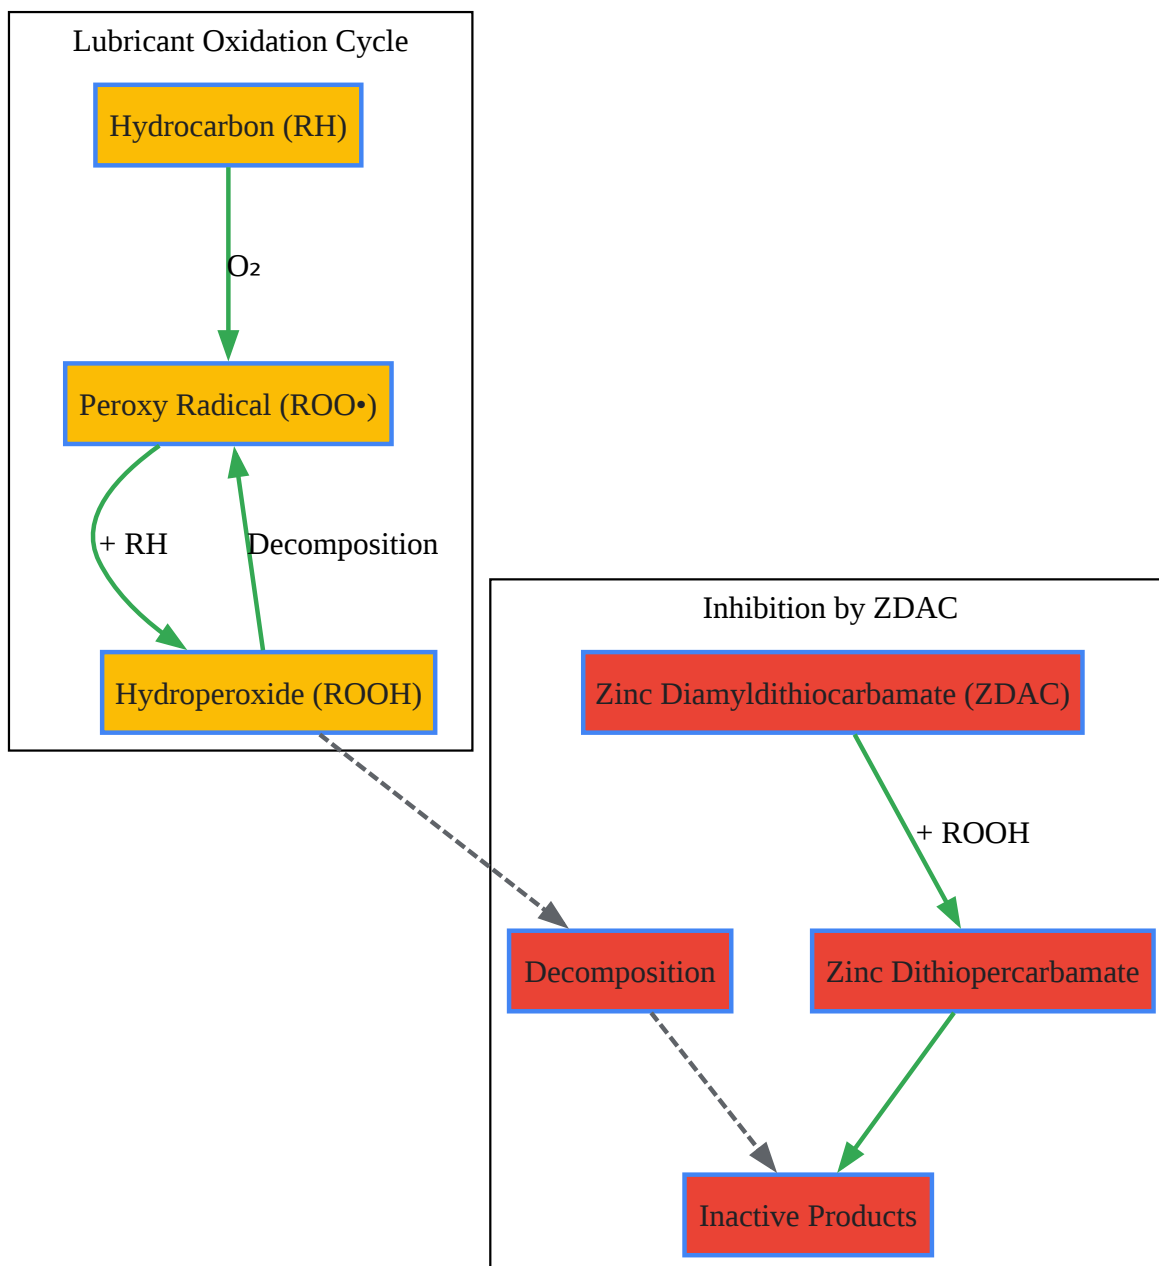 Lubricant Oxidation Cycle
Hydrocarbon (RH)
O₂
Peroxy Radical (ROO•)
+ RH
Decomposition
Hydroperoxide (ROOH)
Inhibition by ZDAC
Zinc Diamyldithiocarbamate (ZDAC)
+ ROOH
Decomposition
Zinc Dithiopercarbamate
Inactive Products